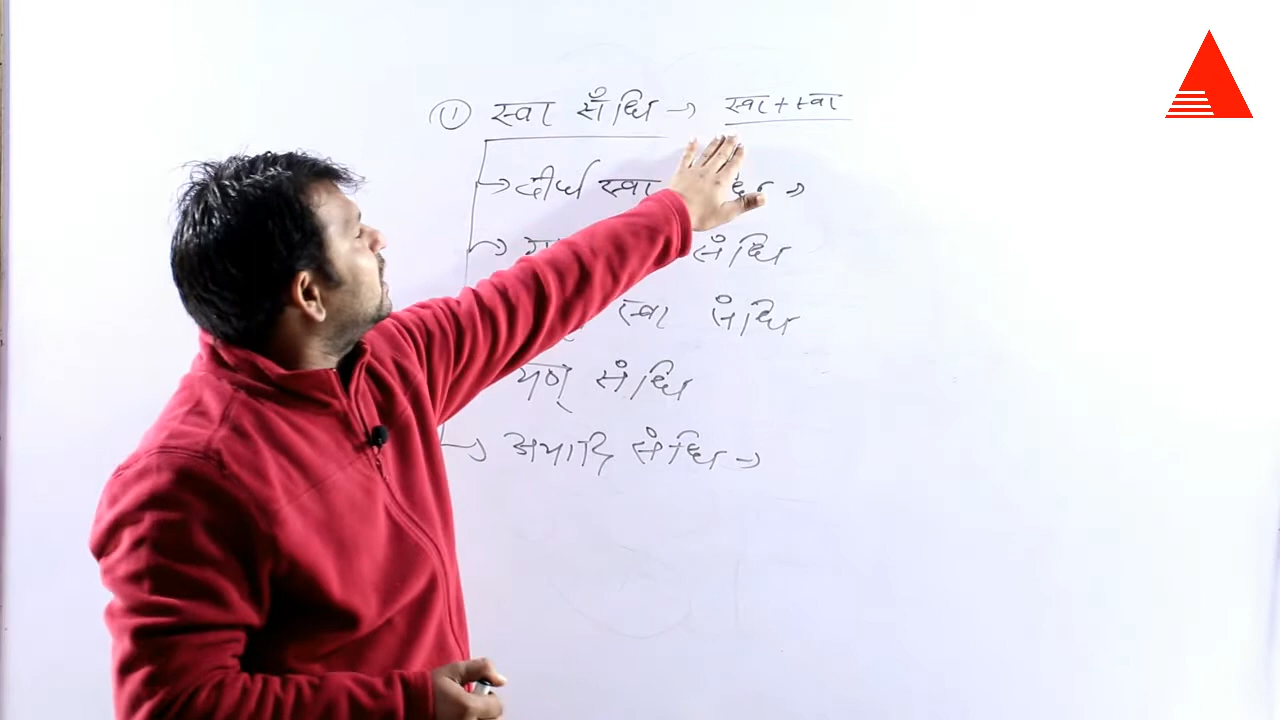 (1) स्वर संधि → स्वर + स्वर
→ दीर्घ स्वर →
→ संधि
स्वर संधि
यण् संधि
→ अयादि संधि →